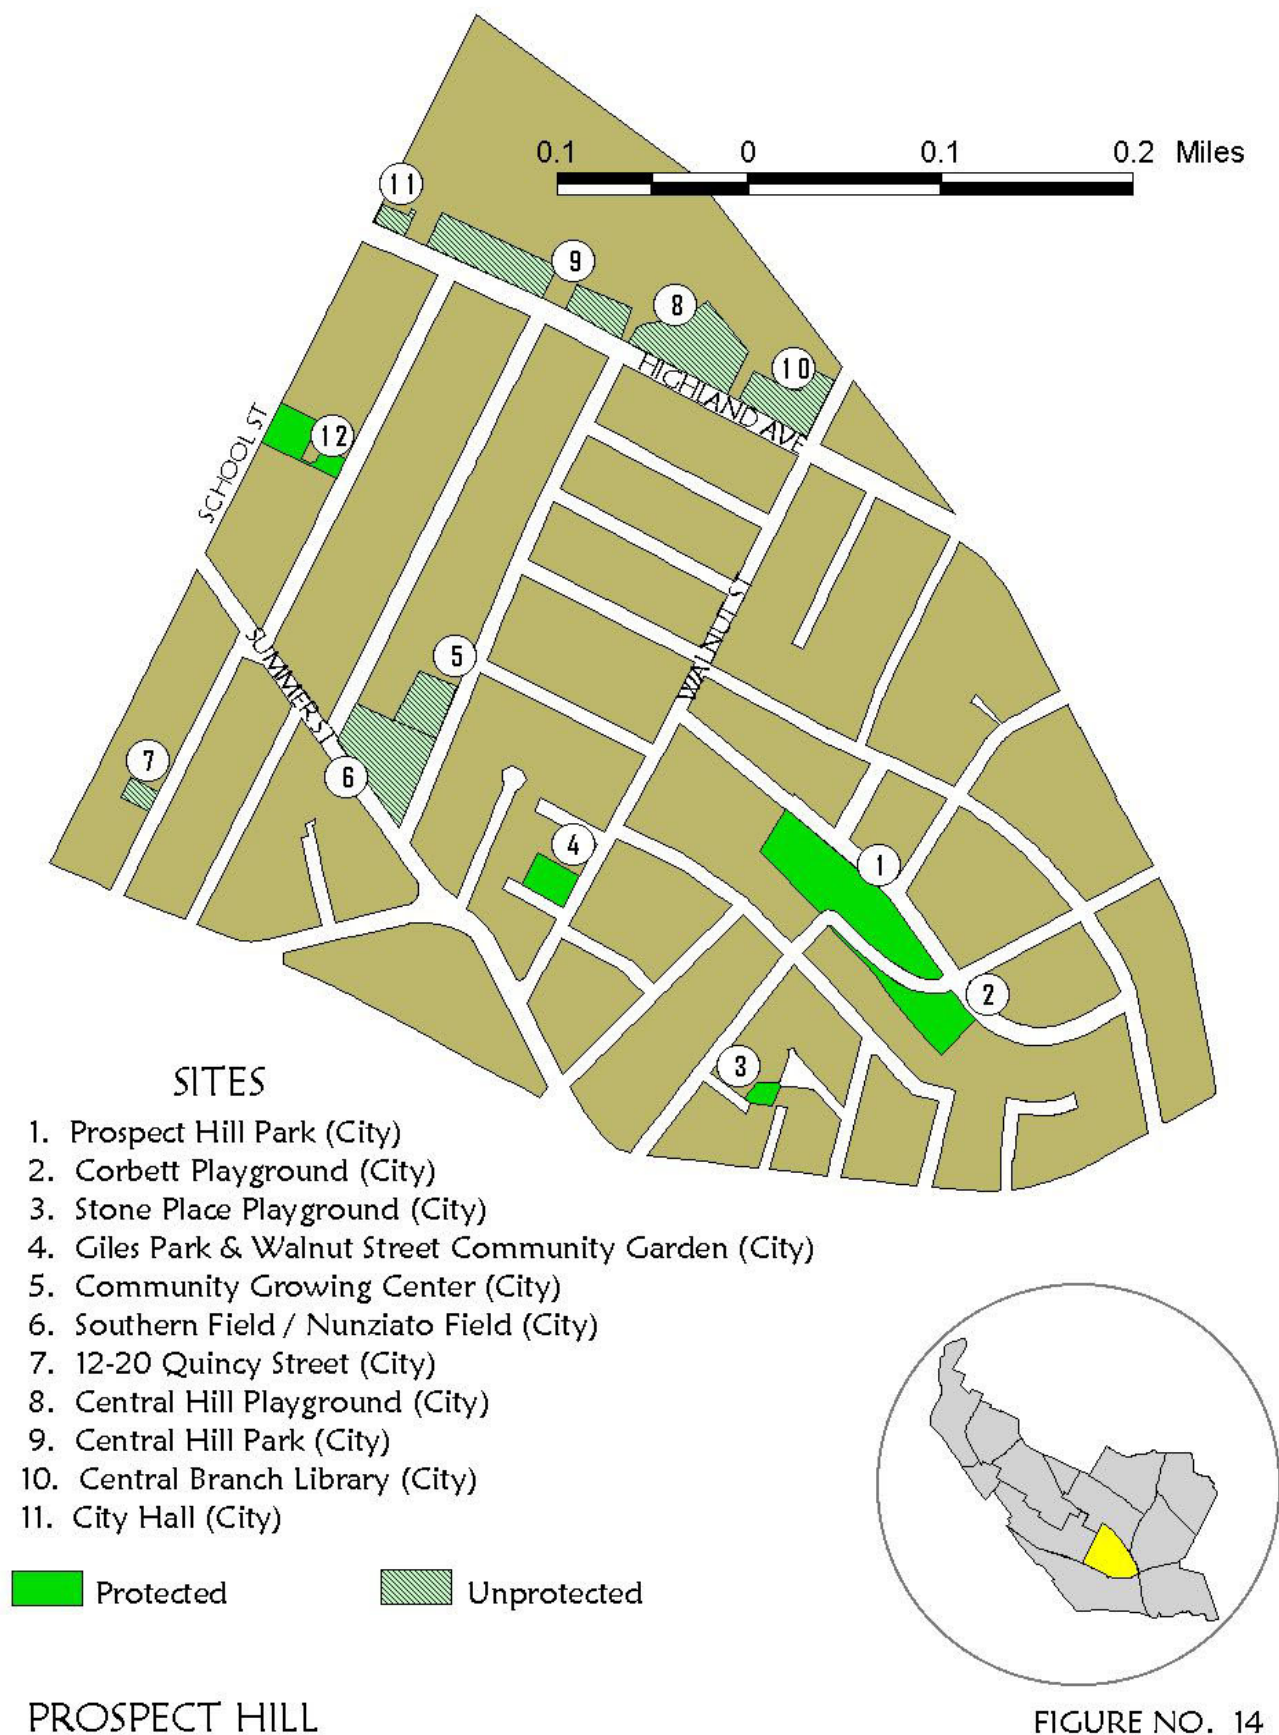 0.1 0 0.1 0.2 Miles
11
9
8
10
HIGHLAND AVE
12
SCHOOL ST
WALNUT ST
SUMMER ST
5
7
6
4
1
2
3
SITES
1. Prospect Hill Park (City)
2. Corbett Playground (City)
3. Stone Place Playground (City)
4. Giles Park & Walnut Street Community Garden (City)
5. Community Growing Center (City)
6. Southern Field / Nunziato Field (City)
7. 12-20 Quincy Street (City)
8. Central Hill Playground (City)
9. Central Hill Park (City)
10. Central Branch Library (City)
11. City Hall (City)
Protected Unprotected
PROSPECT HILL
FIGURE NO. 14